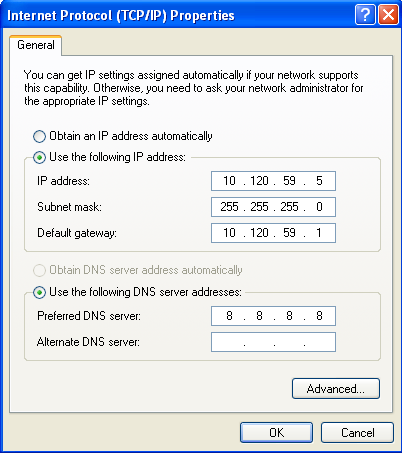 Internet Protocol (TCP/IP) Properties
General
You can get IP settings assigned automatically if your network supports
this capability. Otherwise, you need to ask your network administrator for
the appropriate IP settings.
Obtain an IP address automatically
Use the following IP address:
IP address: 10 . 120 . 59 . 5
Subnet mask: 255 . 255 . 255 . 0
Default gateway: 10 . 120 . 59 . 1
Obtain DNS server address automatically
Use the following DNS server addresses:
Preferred DNS server: 8 . 8 . 8 . 8
Alternate DNS server: . . .
Advanced...
OK Cancel